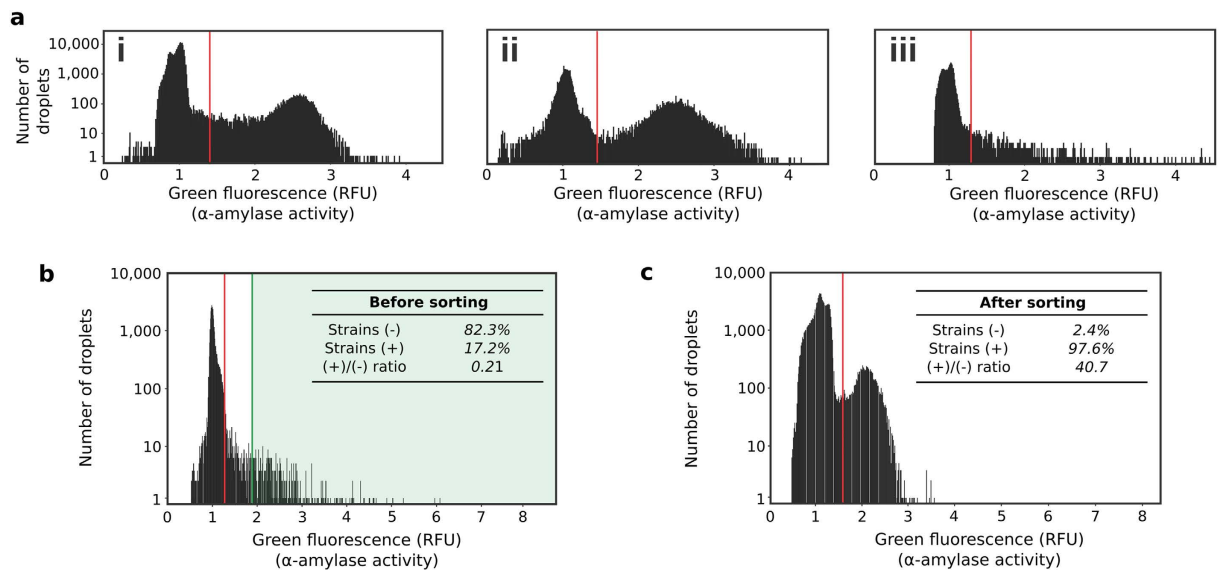 a
i
ii
iii
Number of
droplets
10,000
1,000
100
10
1
0 1 2 3 4
0 1 2 3 4
0 1 2 3 4
Green fluorescence (RFU)
(α-amylase activity)
Green fluorescence (RFU)
(α-amylase activity)
Green fluorescence (RFU)
(α-amylase activity)
b
Number of droplets
10,000
1,000
100
10
1
Before sorting
Strains (-) 82.3%
Strains (+) 17.2%
(+)/(-) ratio 0.21
0 1 2 3 4 5 6 7 8
Green fluorescence (RFU)
(α-amylase activity)
c
Number of droplets
10,000
1,000
100
10
1
After sorting
Strains (-) 2.4%
Strains (+) 97.6%
(+)/(-) ratio 40.7
0 1 2 3 4 5 6 7 8
Green fluorescence (RFU)
(α-amylase activity)